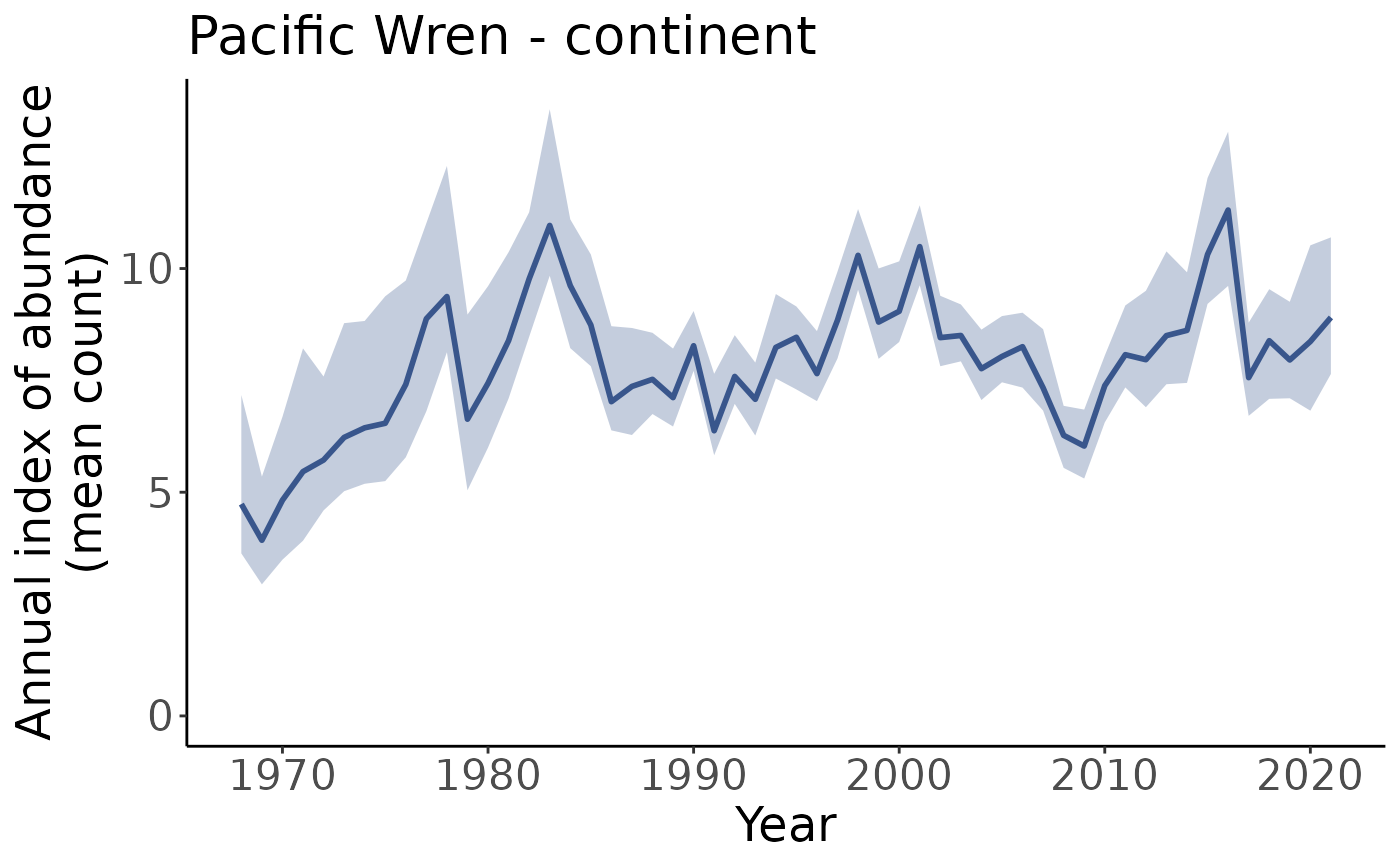 Pacific Wren - continent
Annual index of abundance
(mean count)
10
5
0
1970 1980 1990 2000 2010 2020
Year